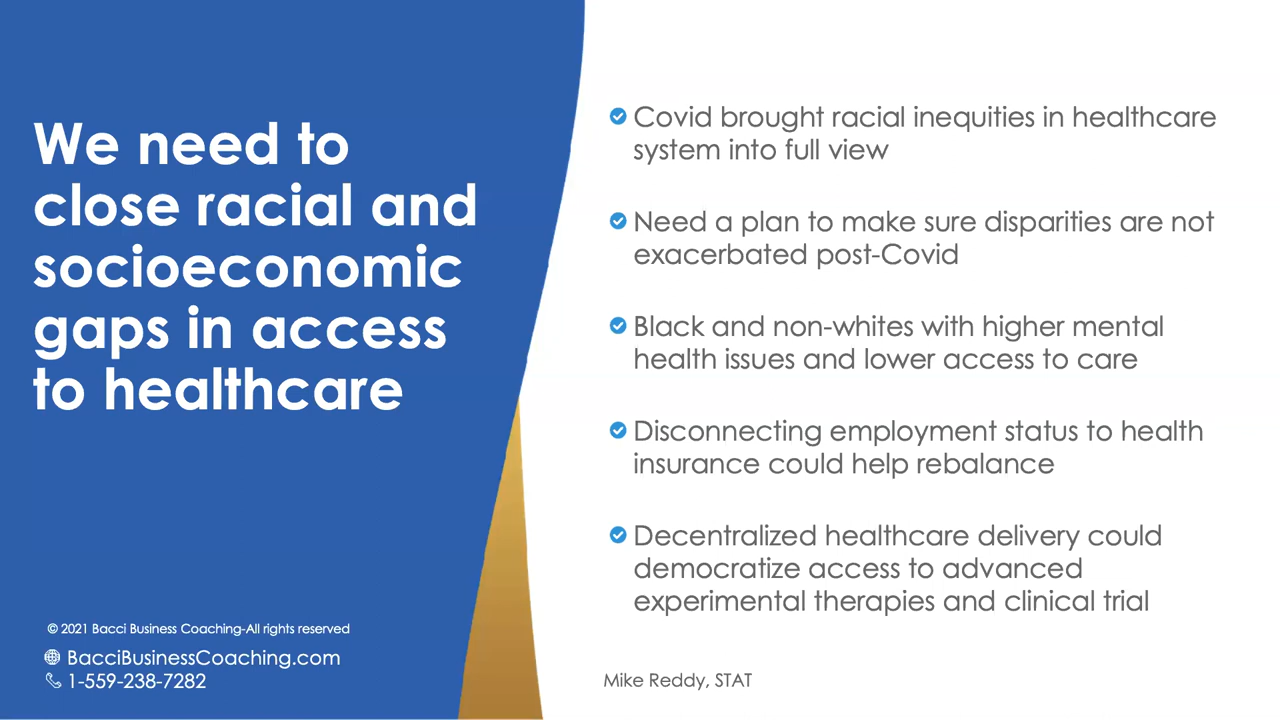 We need to
close racial and
socioeconomic
gaps in access
to healthcare
© 2021 Bacci Business Coaching-All rights reserved
BacciBusinessCoaching.com
1-559-238-7282
Covid brought racial inequities in healthcare
system into full view
Need a plan to make sure disparities are not
exacerbated post-Covid
Black and non-whites with higher mental
health issues and lower access to care
Disconnecting employment status to health
insurance could help rebalance
Decentralized healthcare delivery could
democratize access to advanced
experimental therapies and clinical trial
Mike Reddy, STAT